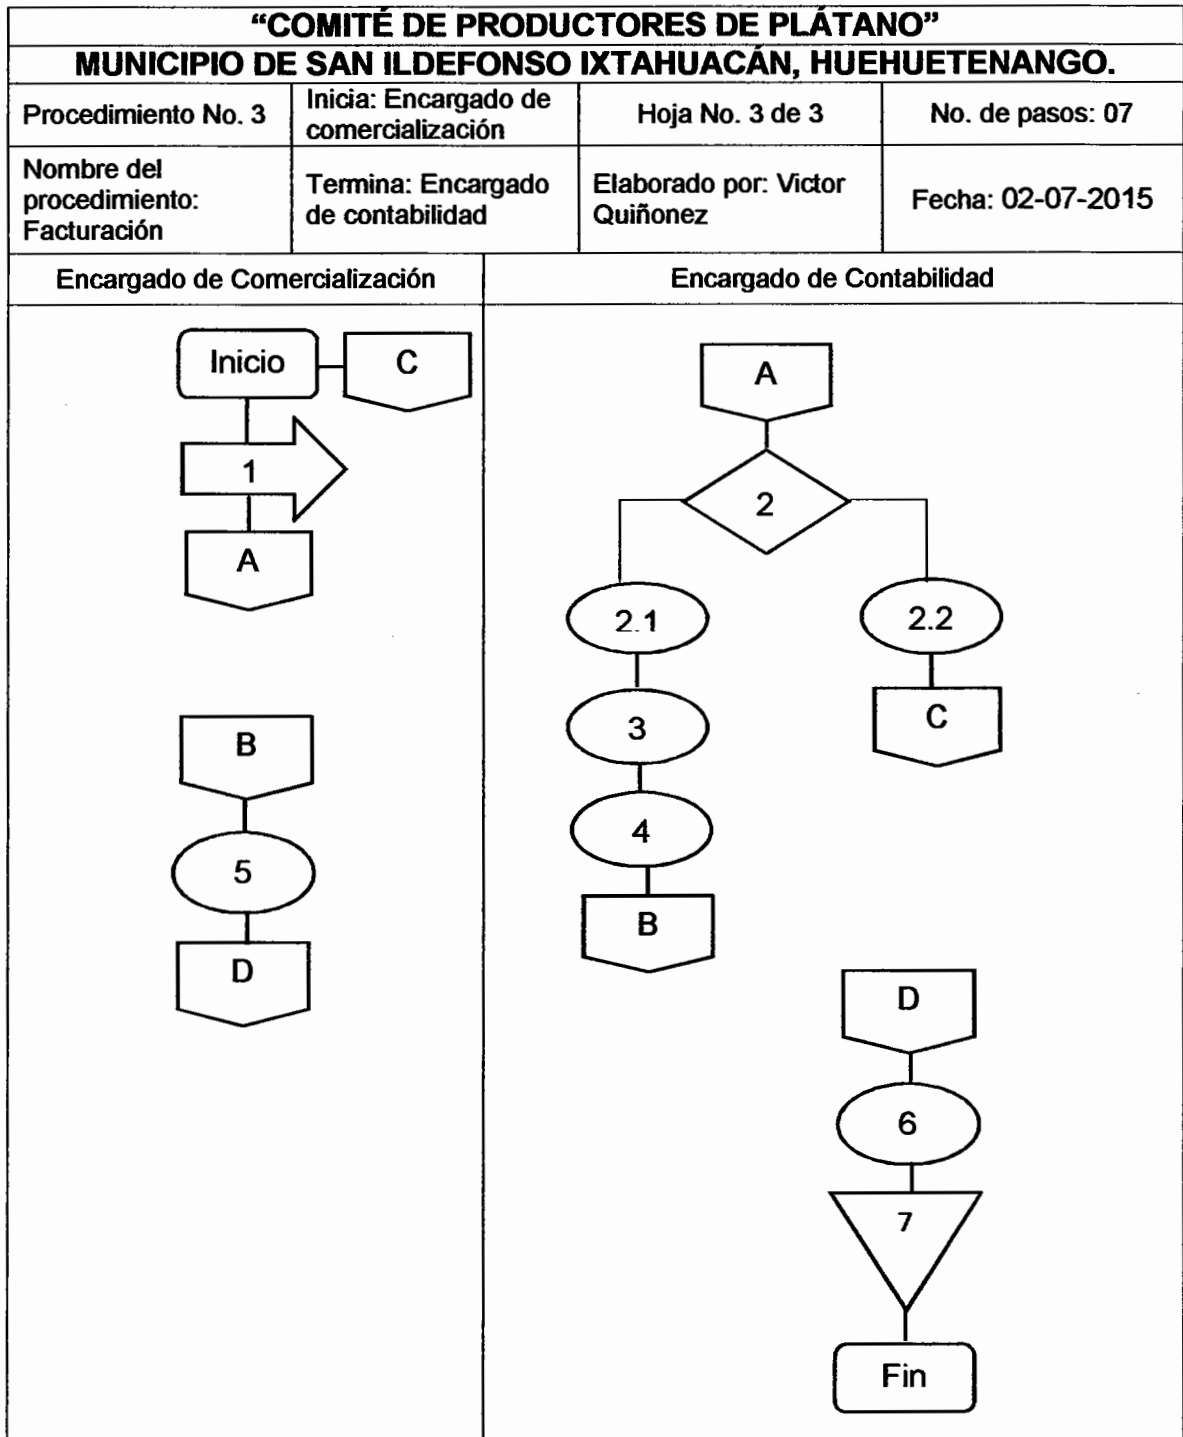 “COMITÉ DE PRODUCTORES DE PLÁTANO”
MUNICIPIO DE SAN ILDEFONSO IXTAHUACÁN, HUEHUETENANGO.
Procedimiento No. 3
Inicia: Encargado de
comercialización
Hoja No. 3 de 3
No. de pasos: 07
Nombre del
procedimiento:
Facturación
Termina: Encargado
de contabilidad
Elaborado por: Victor
Quiñonez
Fecha: 02-07-2015
Encargado de Comercialización
Encargado de Contabilidad
Inicio
C
1
A
B
5
D
A
2
2.1
2.2
3
C
4
B
D
6
7
Fin